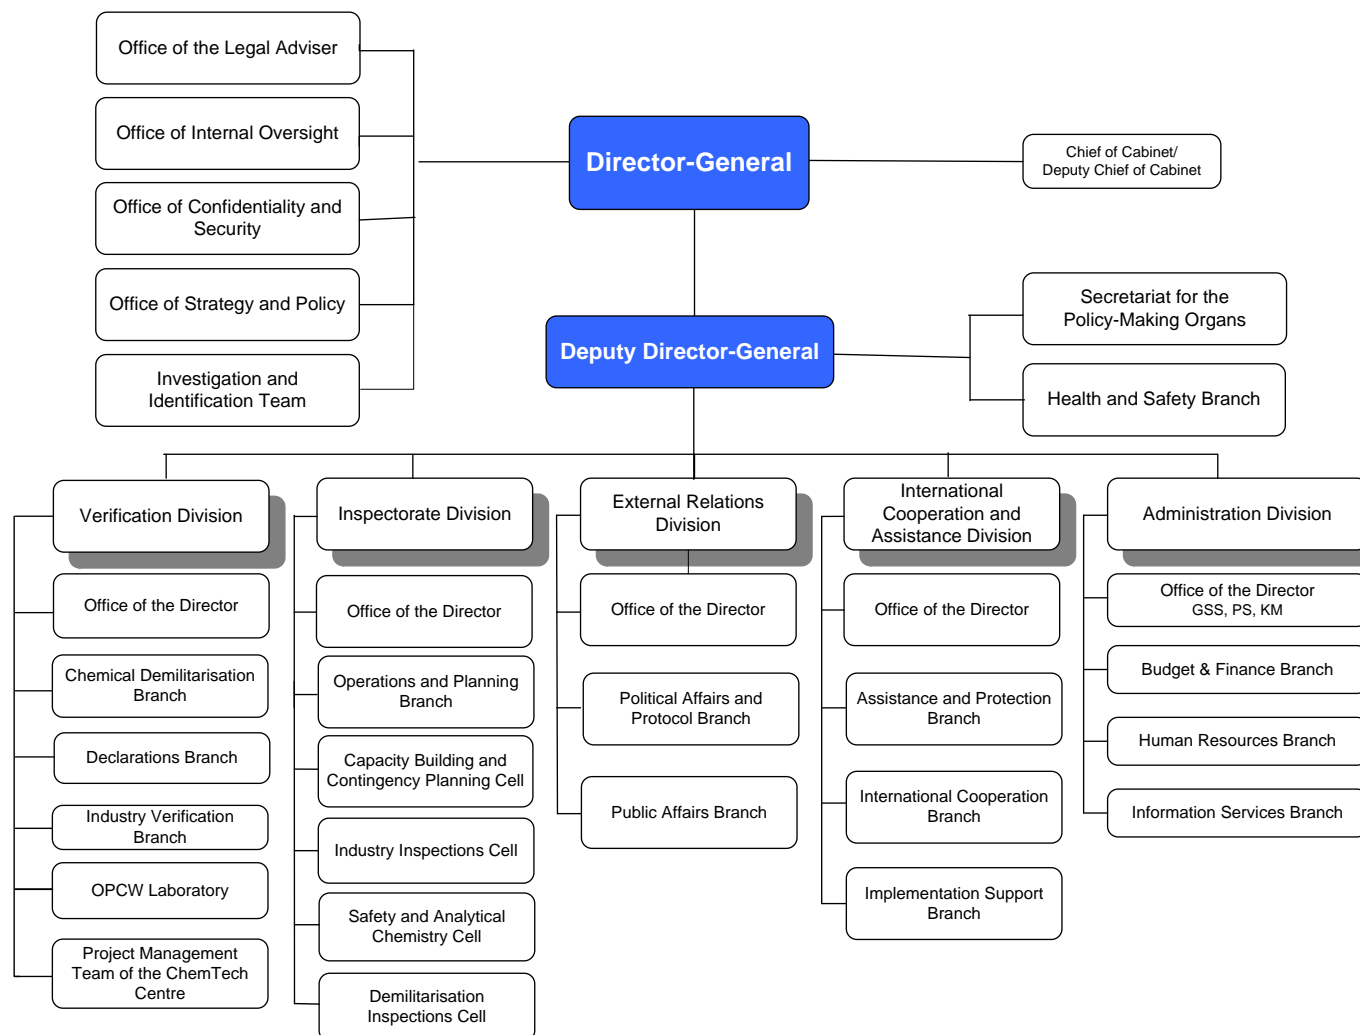 Office of the Legal Adviser
Office of Internal Oversight
Office of Confidentiality and
Security
Office of Strategy and Policy
Investigation and
Identification Team
Director-General
Chief of Cabinet/
Deputy Chief of Cabinet
Deputy Director-General
Secretariat for the
Policy-Making Organs
Health and Safety Branch
Verification Division
Office of the Director
Chemical Demilitarisation
Branch
Declarations Branch
Industry Verification
Branch
OPCW Laboratory
Project Management
Team of the ChemTech
Centre
Inspectorate Division
Office of the Director
Operations and Planning
Branch
Capacity Building and
Contingency Planning Cell
Industry Inspections Cell
Safety and Analytical
Chemistry Cell
Demilitarisation
Inspections Cell
External Relations
Division
Office of the Director
Political Affairs and
Protocol Branch
Public Affairs Branch
International
Cooperation and
Assistance Division
Office of the Director
Assistance and Protection
Branch
International Cooperation
Branch
Implementation Support
Branch
Administration Division
Office of the Director
GSS, PS, KM
Budget & Finance Branch
Human Resources Branch
Information Services Branch